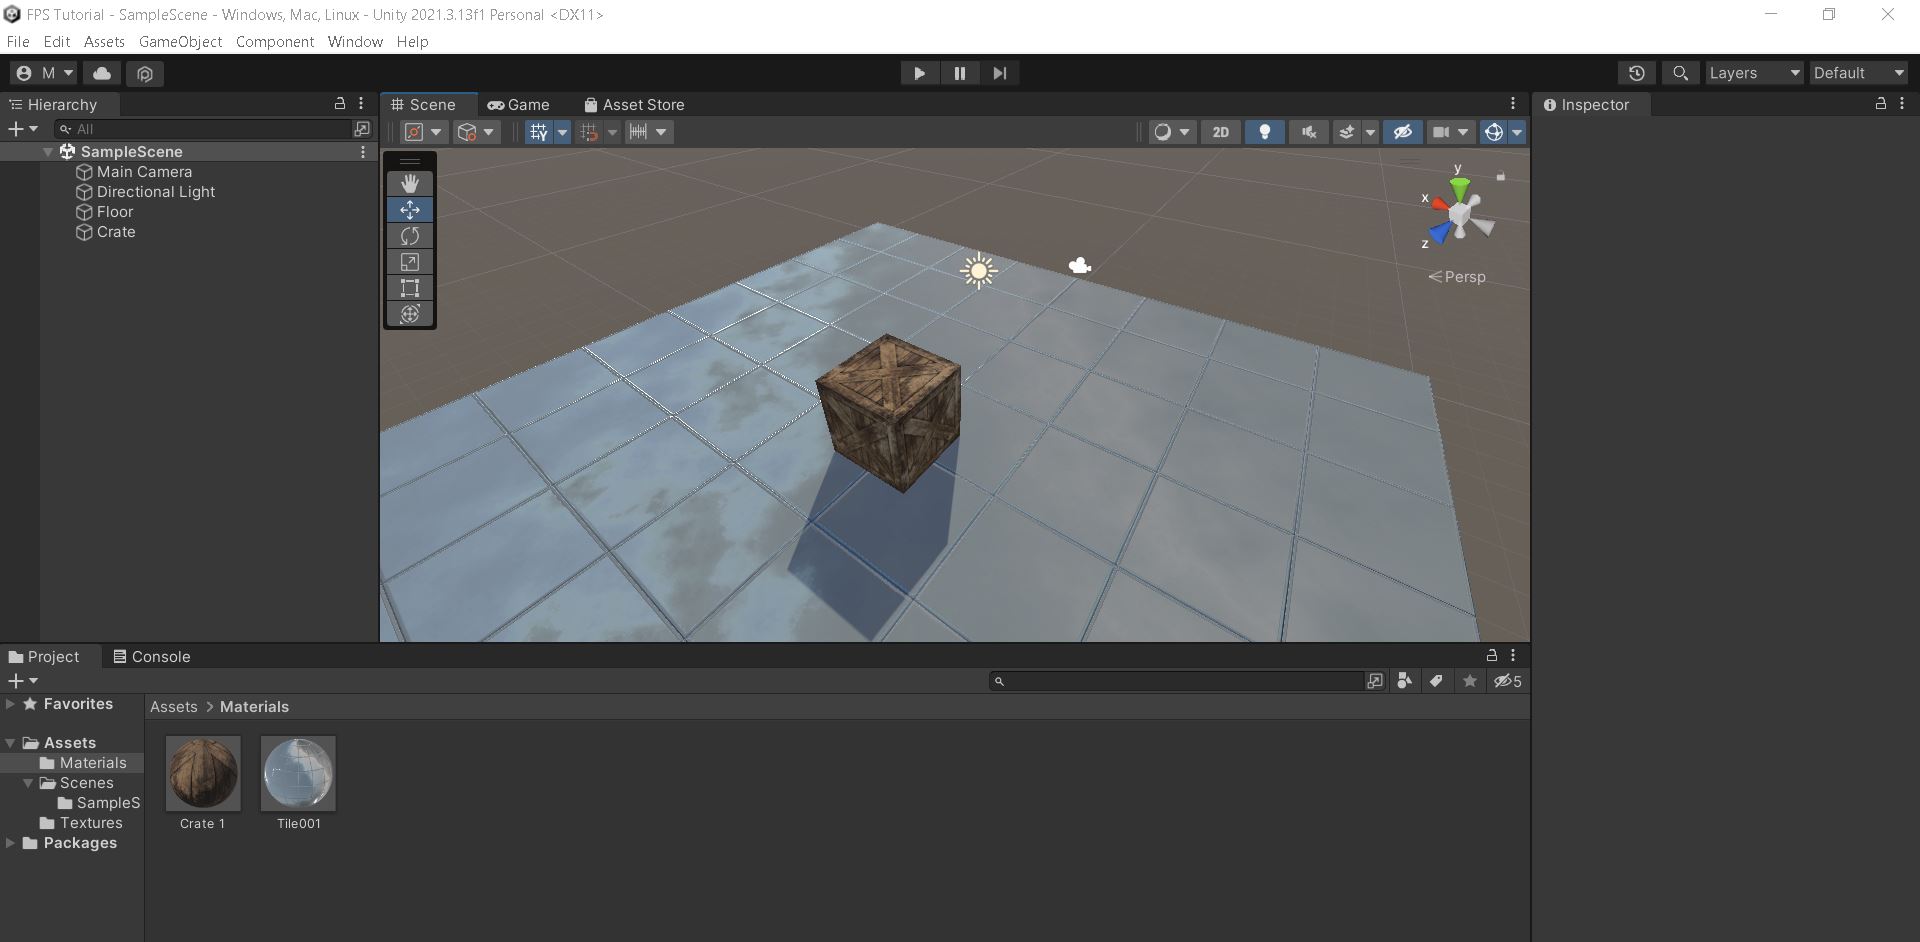 FPS Tutorial - SampleScene - Windows, Mac, Linux - Unity 2021.3.13f1 Personal <DX11>
File Edit Assets GameObject Component Window Help
M Layers Default
Hierarchy Scene Game Asset Store Inspector
All
2D
SampleScene
Main Camera
Directional Light
Floor
Crate
y
x
z
Persp
Project Console
5
Favorites
Assets > Materials
Assets
Materials
Scenes
SampleS
Textures
Packages
Crate 1 Tile001